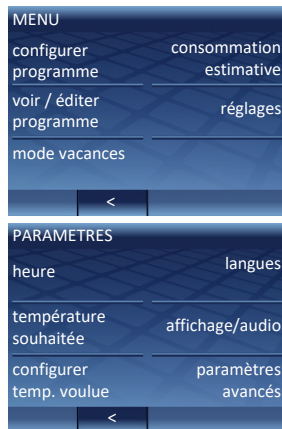 MENU
configurer
programme
consommation
estimative
voir / éditer
programme
réglages
mode vacances
<
PARAMETRES
heure
langues
température
souhaitée
affichage/audio
configurer
temp. voulue
paramètres
avancés
<